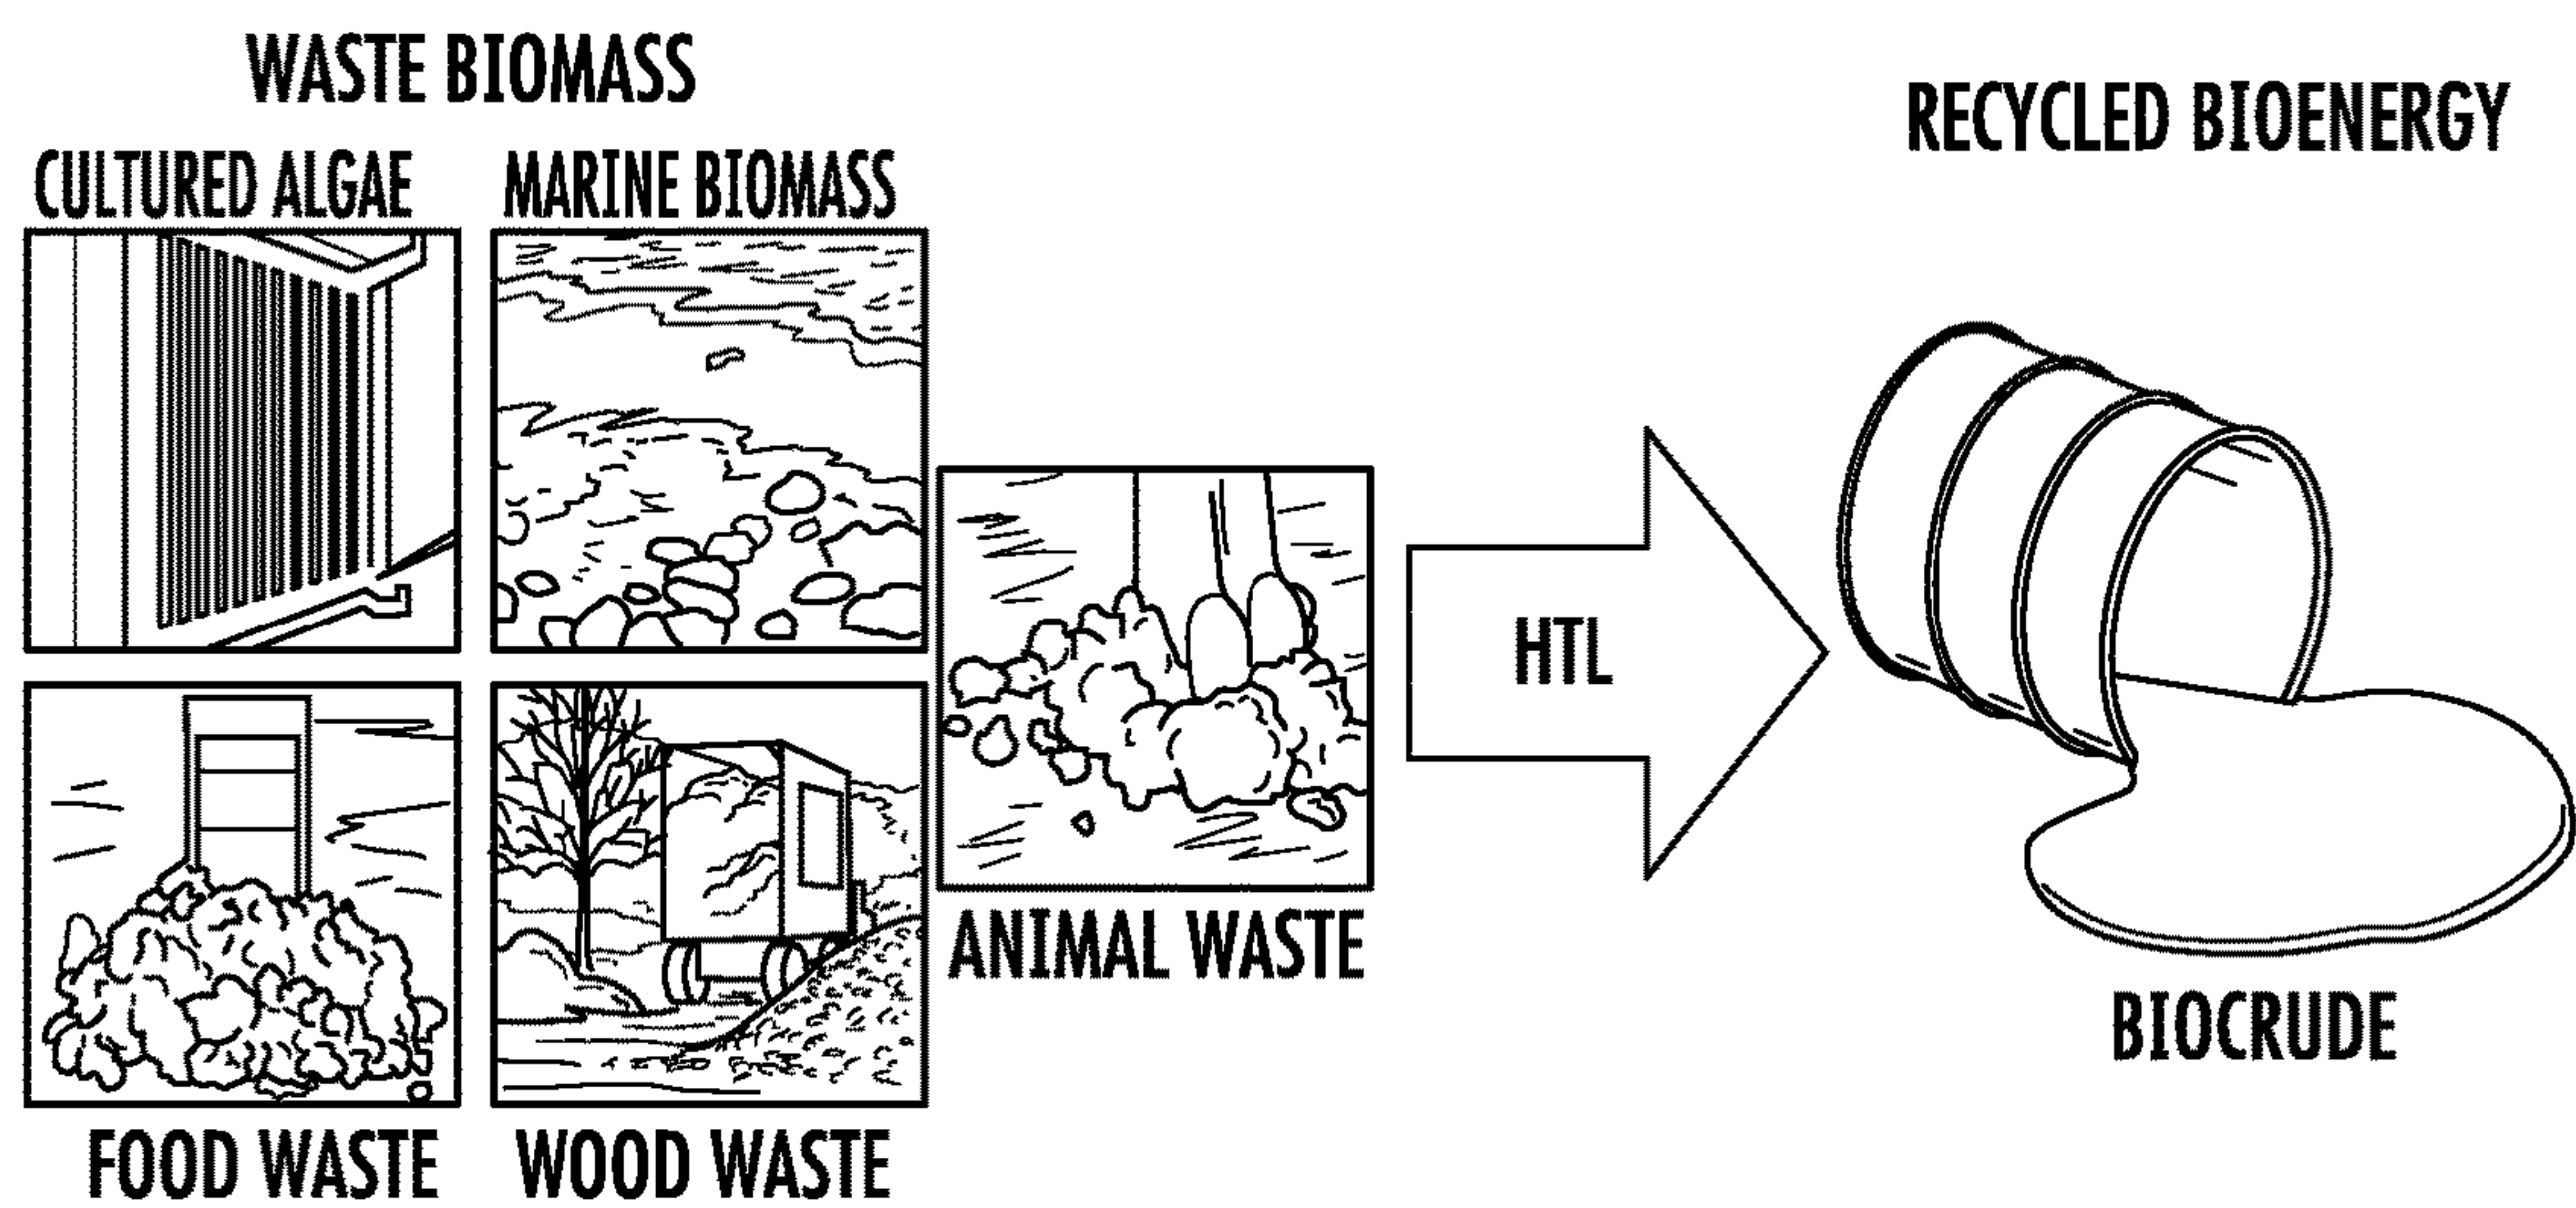 WASTE BIOMASS
CULTURED ALGAE
MARINE BIOMASS
FOOD WASTE
WOOD WASTE
ANIMAL WASTE
HTL
RECYCLED BIOENERGY
BIOCRUDE